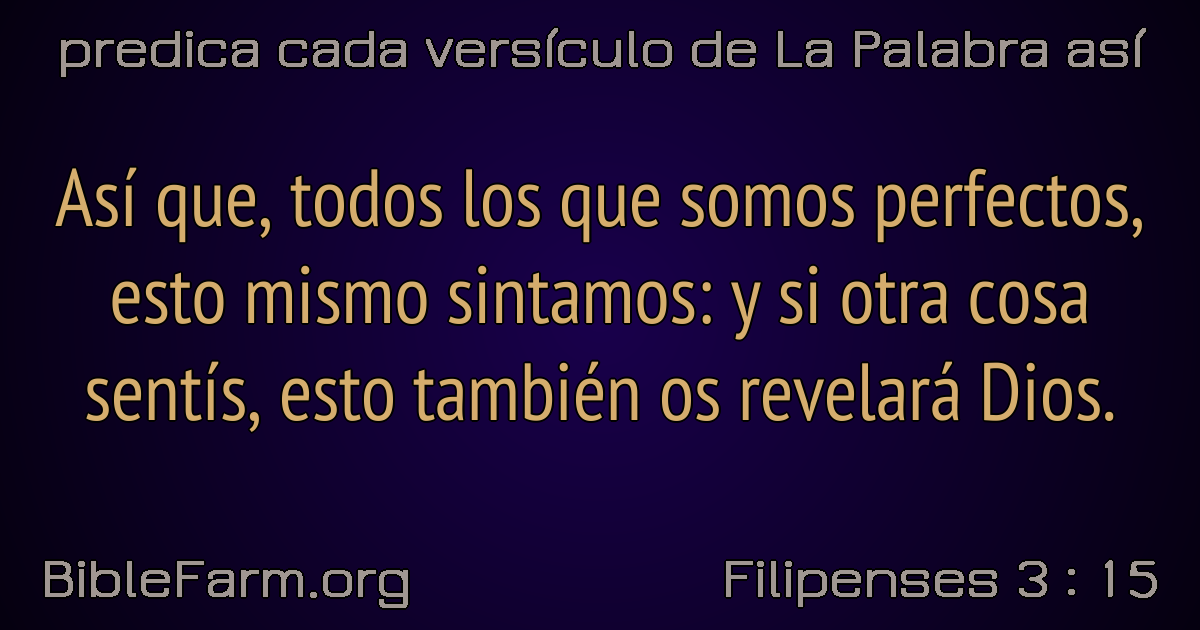 predica cada versículo de La Palabra así
Así que, todos los que somos perfectos,
esto mismo sintamos: y si otra cosa
sentís, esto también os revelará Dios.
BibleFarm.org
Filipenses 3 : 15